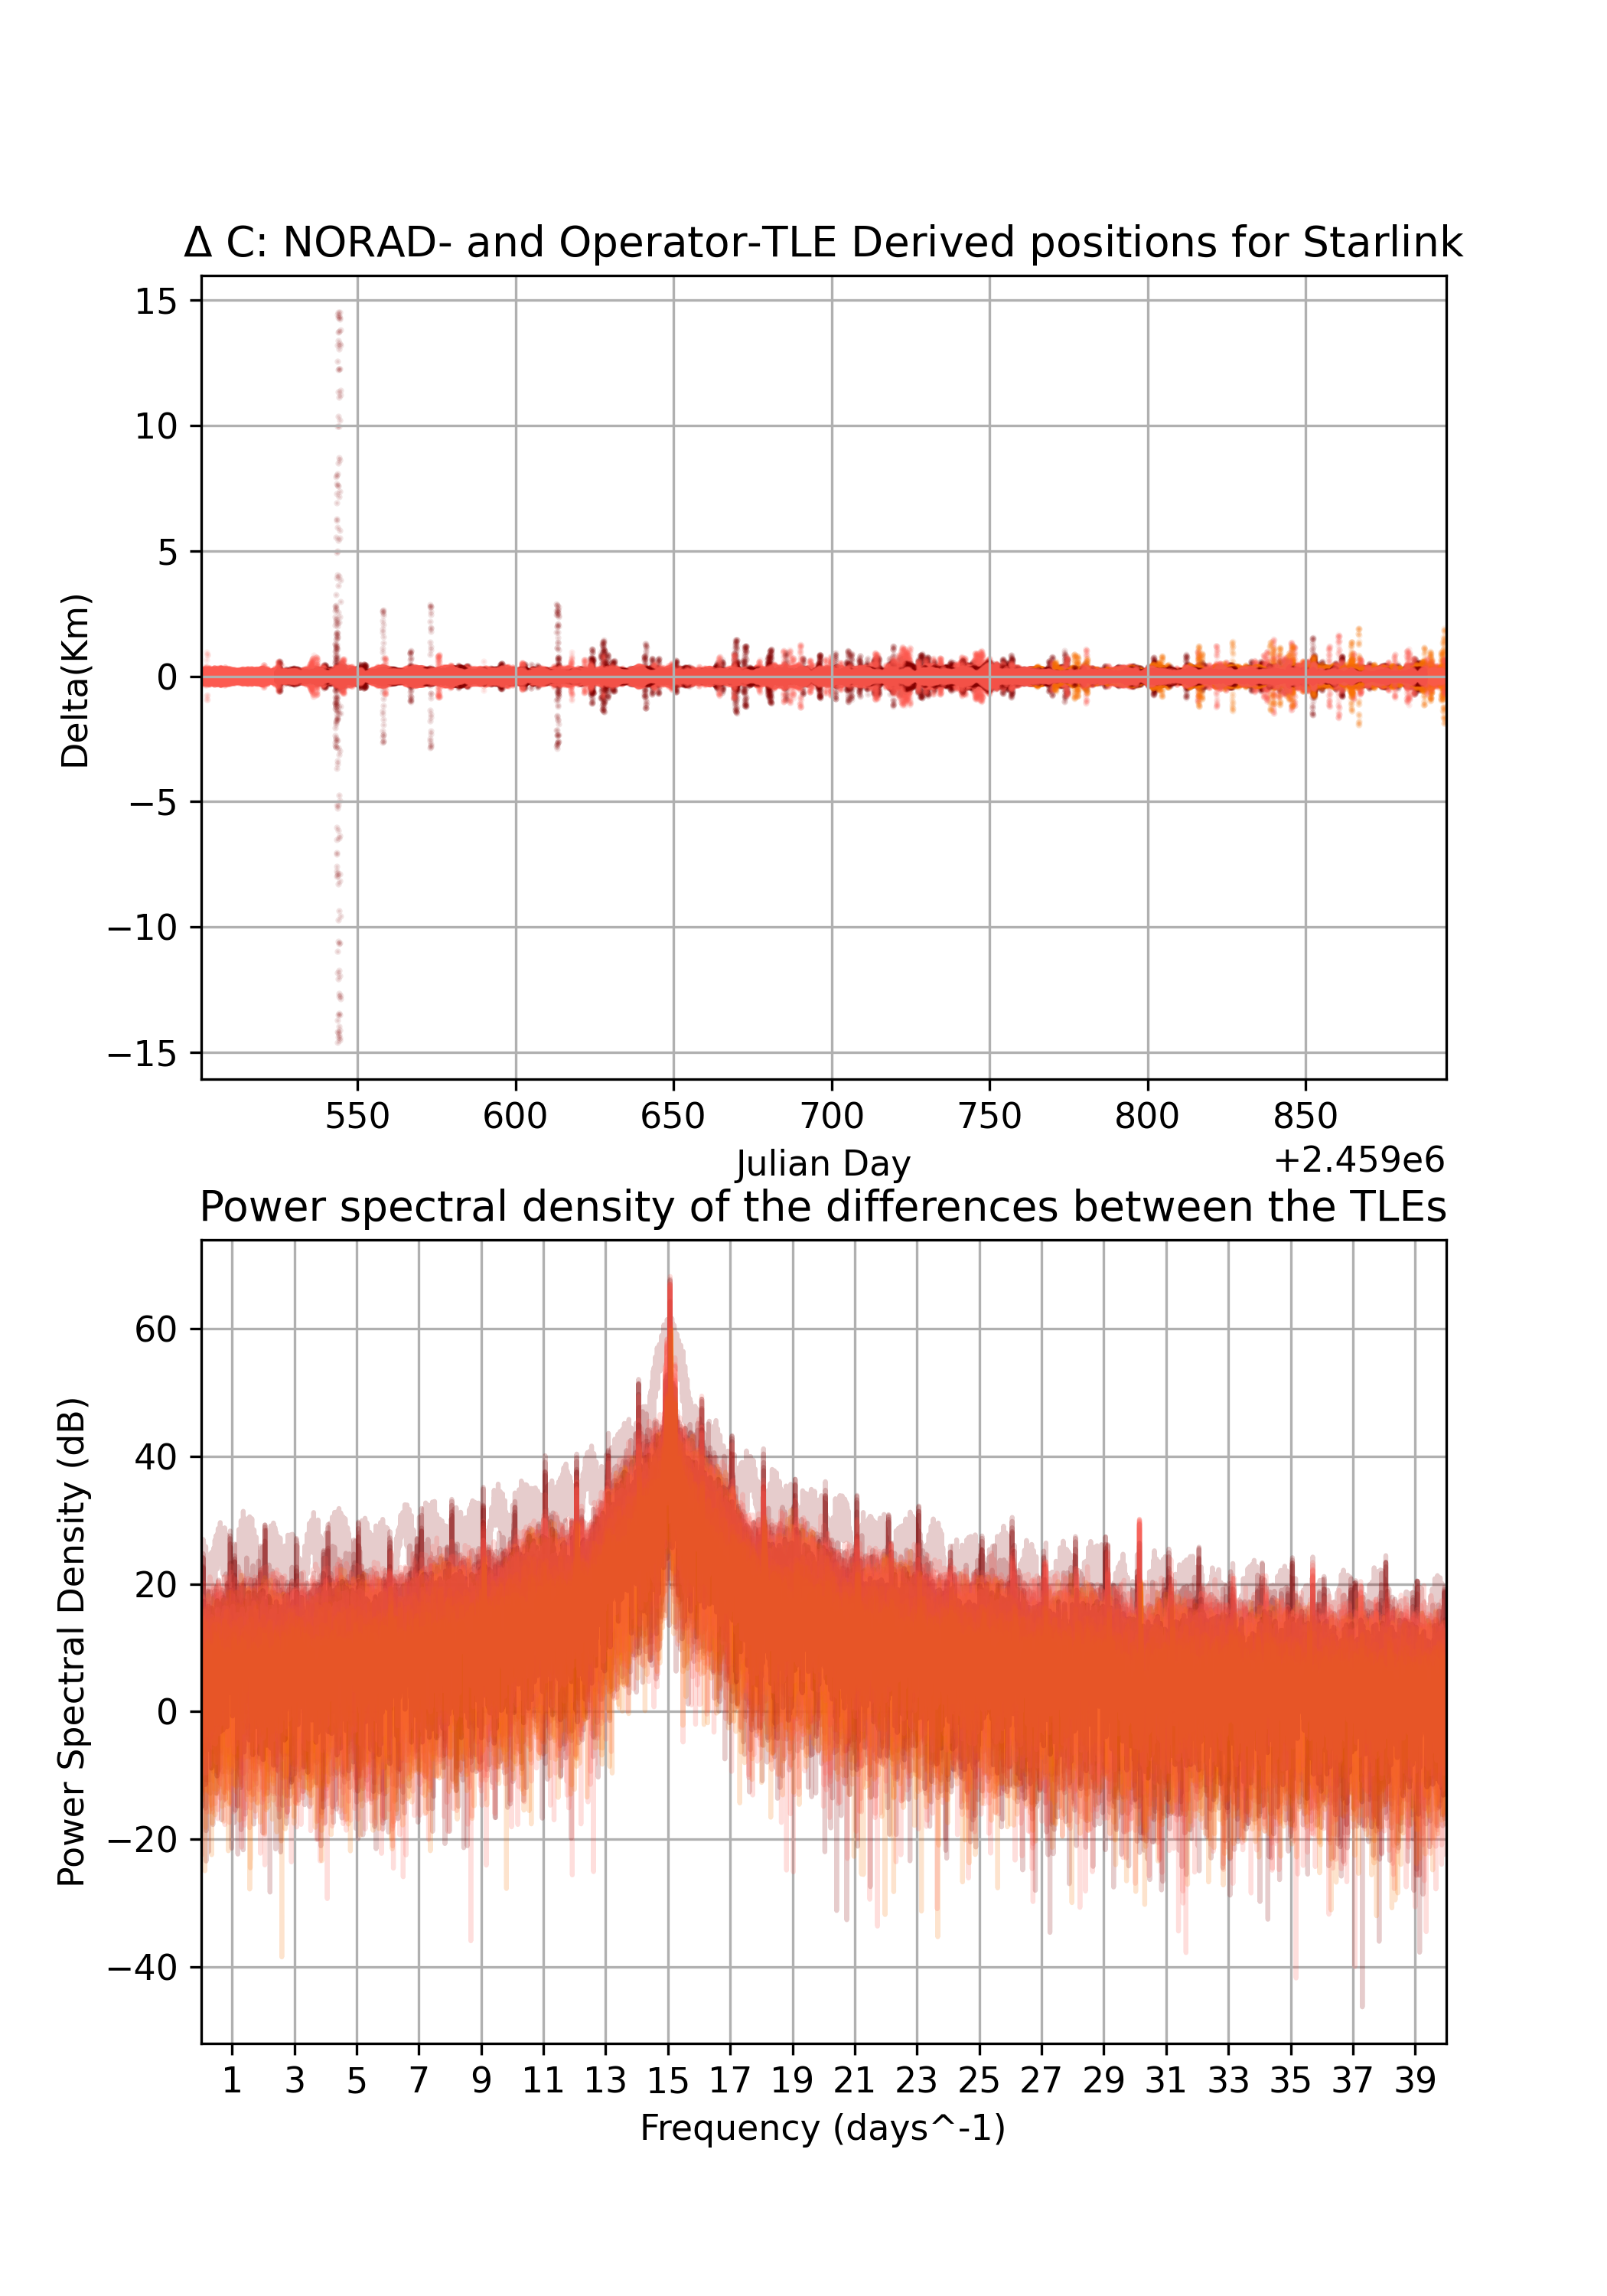 Δ C: NORAD- and Operator-TLE Derived positions for Starlink
15
10
5
0
−5
−10
−15
Delta(Km)
550 600 650 700 750 800 850
Julian Day
+2.459e6
Power spectral density of the differences between the TLEs
60
40
20
0
−20
−40
Power Spectral Density (dB)
1 3 5 7 9 11 13 15 17 19 21 23 25 27 29 31 33 35 37 39
Frequency (days^-1)